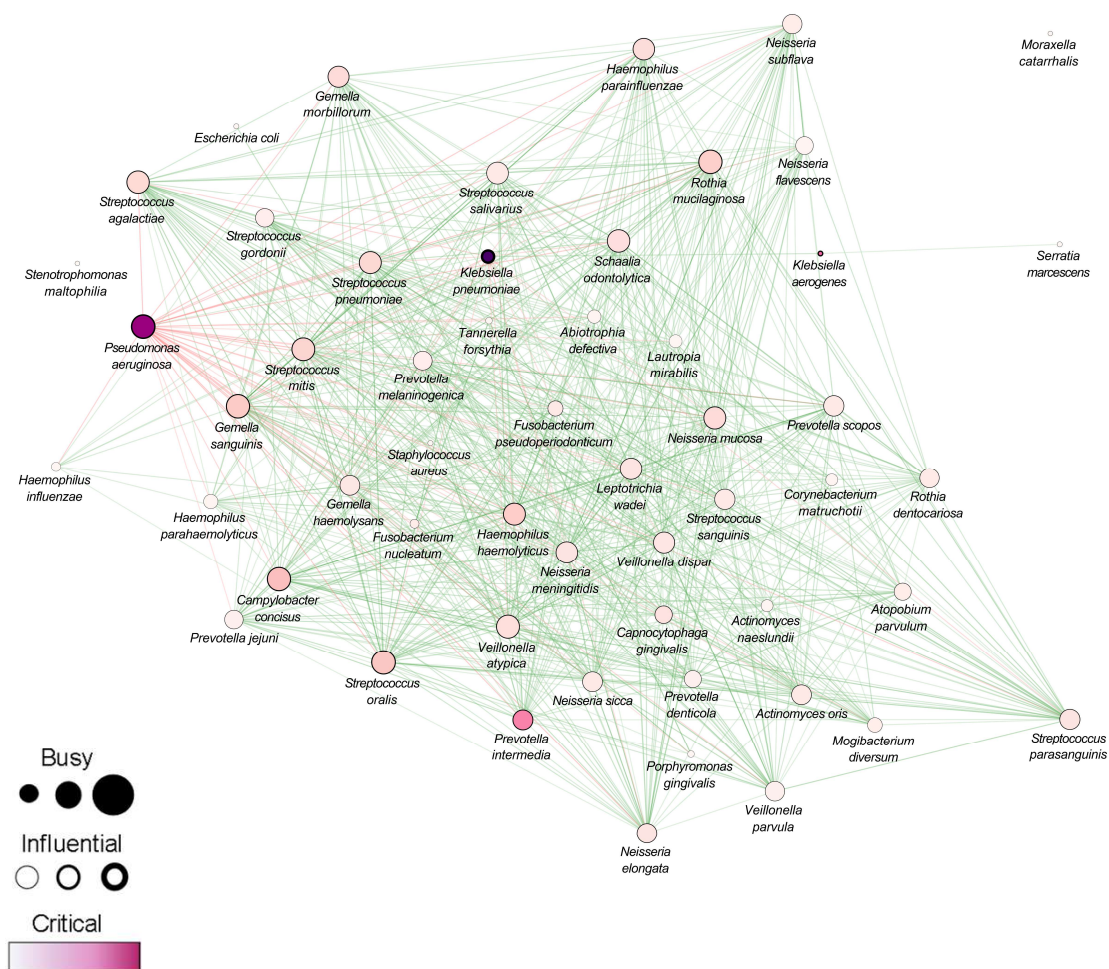 Neisseria
subflava
Moraxella
catarrhalis
Haemophilus
parainfluenzae
Gemella
morbillorum
Escherichia coli
Neisseria
flavescens
Streptococcus
salivarius
Rothia
mucilaginosa
Streptococcus
agalactiae
Streptococcus
gordonii
Serratia
marcescens
Schaalia
odontolytica
Klebsiella
aerogenes
Klebsiella
pneumoniae
Stenotrophomonas
maltophilia
Streptococcus
pneumoniae
Tannerella
forsythia
Abiotrophia
defectiva
Pseudomonas
aeruginosa
Lautropia
mirabilis
Streptococcus
mitis
Prevotella
melaninogenica
Gemella
sanguinis
Fusobacterium
pseudoperiodonticum
Neisseria mucosa
Prevotella scopos
Staphylococcus
aureus
Haemophilus
influenzae
Leptotrichia
wadei
Corynebacterium
matruchotii
Rothia
dentocariosa
Gemella
haemolysans
Haemophilus
parahaemolyticus
Streptococcus
sanguinis
Fusobacterium
nucleatum
Haemophilus
haemolyticus
Veillonella dispar
Neisseria
meningitidis
Campylobacter
concisus
Prevotella jejuni
Atopobium
parvulum
Actinomyces
naeslundii
Capnocytophaga
gingivalis
Veillonella
atypica
Streptococcus
oralis
Neisseria sicca
Prevotella
denticola
Actinomyces oris
Prevotella
intermedia
Mogibacterium
diversum
Streptococcus
parasanguinis
Porphyromonas
gingivalis
Veillonella
parvula
Neisseria
elongata
Busy
Influential
Critical